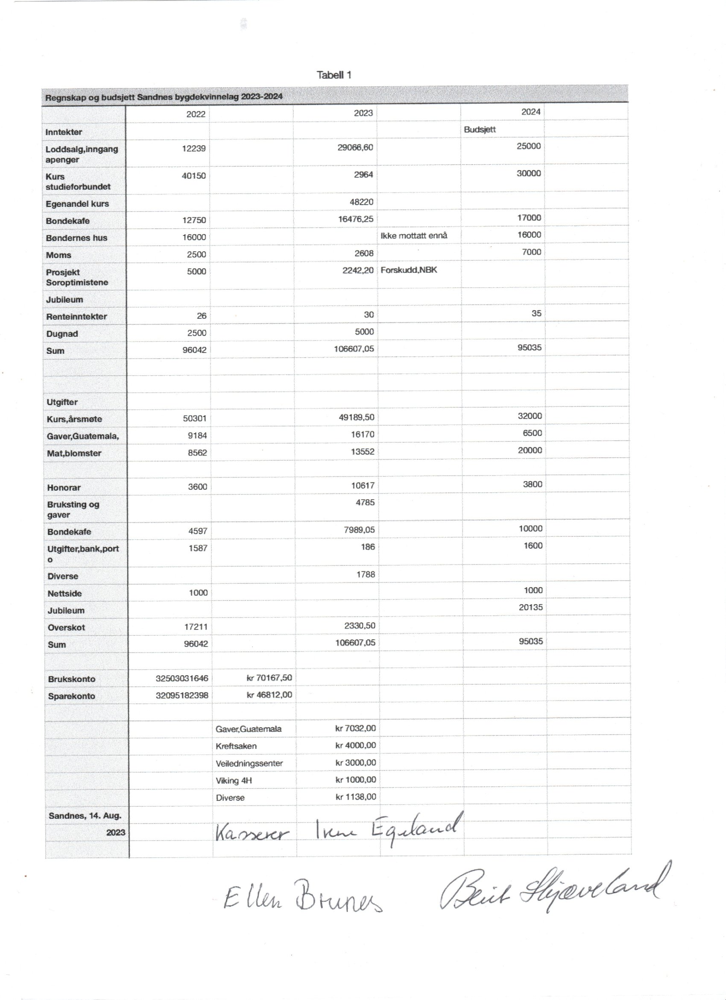 Tabell 1
Regnskap og budsjett Sandnes bygdekvinnelag 2023-2024
2022 2023 2024
Inntekter Budsjett
Loddsalg,inngang 12239 29066,60 25000
apenger
Kurs 40150 2964 30000
studieforbundet
Egenandel kurs 48220
Bondekafe 12750 16476,25 17000
Bøndernes hus 16000 Ikke mottatt ennå 16000
Moms 2500 2608 7000
Prosjekt 5000 2242,20 Forskudd,NBK
Soroptimistene
Jubileum
Renteinntekter 26 30 35
Dugnad 2500 5000
Sum 96042 106607,05 95035
Utgifter
Kurs,årsmøte 50301 49189,50 32000
Gaver,Guatemala, 9184 16170 6500
Mat,blomster 8562 13552 20000
Honorar 3600 10617 3800
Bruksting og 4785
gaver
Bondekafe 4597 7989,05 10000
Utgifter,bank,port 1587 186 1600
o
Diverse 1788
Nettside 1000 1000
Jubileum 20135
Overskot 17211 2330,50
Sum 96042 106607,05 95035
Brukskonto 32503031646 kr 70167,50
Sparekonto 32095182398 kr 46812,00
Gaver,Guatemala kr 7032,00
Kreftsaken kr 4000,00
Veiledningssenter kr 3000,00
Viking 4H kr 1000,00
Diverse kr 1138,00
Sandnes, 14. Aug.
2023 Kasserer Irene Egeland
Ellen Brunes Berit Skjæveland